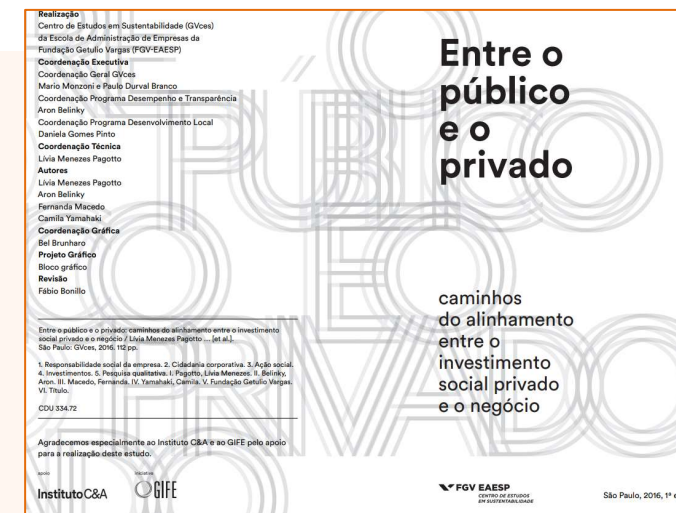 Realização
Centro de Estudos em Sustentabilidade (GVces)
da Escola de Administração de Empresas da
Fundação Getulio Vargas (FGV-EAESP)
Coordenação Executiva
Coordenação Geral GVces
Mario Monzoni e Paulo Durval Branco
Coordenação Programa Desempenho e Transparência
Aron Belinky
Coordenação Programa Desenvolvimento Local
Daniela Gomes Pinto
Coordenação Técnica
Lívia Menezes Pagotto
Autores
Lívia Menezes Pagotto
Aron Belinky
Fernanda Macedo
Camila Yamahaki
Coordenação Gráfica
Bel Brunharo
Projeto Gráfico
Bloco gráfico
Revisão
Fábio Bonillo
Entre o público e o privado: caminhos do alinhamento entre o investimento
social privado e o negócio / Lívia Menezes Pagotto ... [et al.].
São Paulo: GVces, 2016. 112 pp.
1. Responsabilidade social da empresa. 2. Cidadania corporativa. 3. Ação social.
4. Investimentos. 5. Pesquisa qualitativa. I. Pagotto, Lívia Menezes. II. Belinky,
Aron. III. Macedo, Fernanda. IV. Yamahaki, Camila. V. Fundação Getulio Vargas.
VI. Título.
CDU 334.72
Agradecemos especialmente ao Instituto C&A e ao GIFE pelo apoio
para a realização deste estudo.
apoio
iniciativa
Instituto C&A
GIFE
Entre o
público
e o
privado
caminhos
do alinhamento
entre o
investimento
social privado
e o negócio
FGV EAESP
CENTRO DE ESTUDOS
EM SUSTENTABILIDADE
São Paulo, 2016, 1ª e
PÚBLICO
E O
PRIVADO